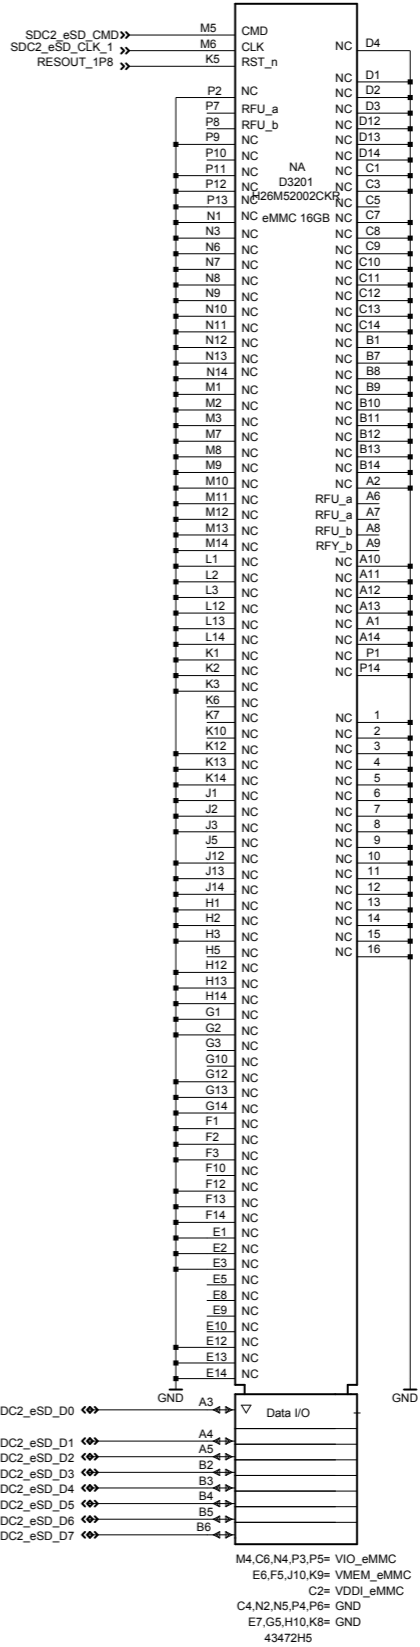 SDC2_eSD_CMD M5 CMD
SDC2_eSD_CLK_1 M6 CLK NC D4
RESOUT_1P8 K5 RST_n
NC D1
P2 NC NC D2
P7 RFU_a NC D3
P8 RFU_b NC D12
P9 NC NC D13
P10 NC NC D14
P11 NC NA NC C1
P12 NC D3201 NC C3
P13 NC H26M52002CKR NC C5
N1 NC eMMC 16GB NC C7
N3 NC NC C8
N6 NC NC C9
N7 NC NC C10
N8 NC NC C11
N9 NC NC C12
N10 NC NC C13
N11 NC NC C14
N12 NC NC B1
N13 NC NC B7
N14 NC NC B8
M1 NC NC B9
M2 NC NC B10
M3 NC NC B11
M7 NC NC B12
M8 NC NC B13
M9 NC NC B14
M10 NC NC A2
M11 NC RFU_a A6
M12 NC RFU_a A7
M13 NC RFU_b A8
M14 NC RFY_b A9
L1 NC NC A10
L2 NC NC A11
L3 NC NC A12
L12 NC NC A13
L13 NC NC A1
L14 NC NC A14
K1 NC NC P1
K2 NC NC P14
K3 NC
K6 NC
K7 NC NC 1
K10 NC NC 2
K12 NC NC 3
K13 NC NC 4
K14 NC NC 5
J1 NC NC 6
J2 NC NC 7
J3 NC NC 8
J5 NC NC 9
J12 NC NC 10
J13 NC NC 11
J14 NC NC 12
H1 NC NC 13
H2 NC NC 14
H3 NC NC 15
H5 NC NC 16
H12 NC
H13 NC
H14 NC
G1 NC
G2 NC
G3 NC
G10 NC
G12 NC
G13 NC
G14 NC
F1 NC
F2 NC
F3 NC
F10 NC
F12 NC
F13 NC
F14 NC
E1 NC
E2 NC
E3 NC
E5 NC
E8 NC
E9 NC
E10 NC
E12 NC
E13 NC
E14 NC
GND GND
DC2_eSD_D0 A3 Data I/O
DC2_eSD_D1 A4
DC2_eSD_D2 A5
DC2_eSD_D3 B2
DC2_eSD_D4 B3
DC2_eSD_D5 B4
DC2_eSD_D6 B5
DC2_eSD_D7 B6
M4,C6,N4,P3,P5= VIO_eMMC
E6,F5,J10,K9= VMEM_eMMC
C2= VDDI_eMMC
C4,N2,N5,P4,P6= GND
E7,G5,H10,K8= GND
43472H5